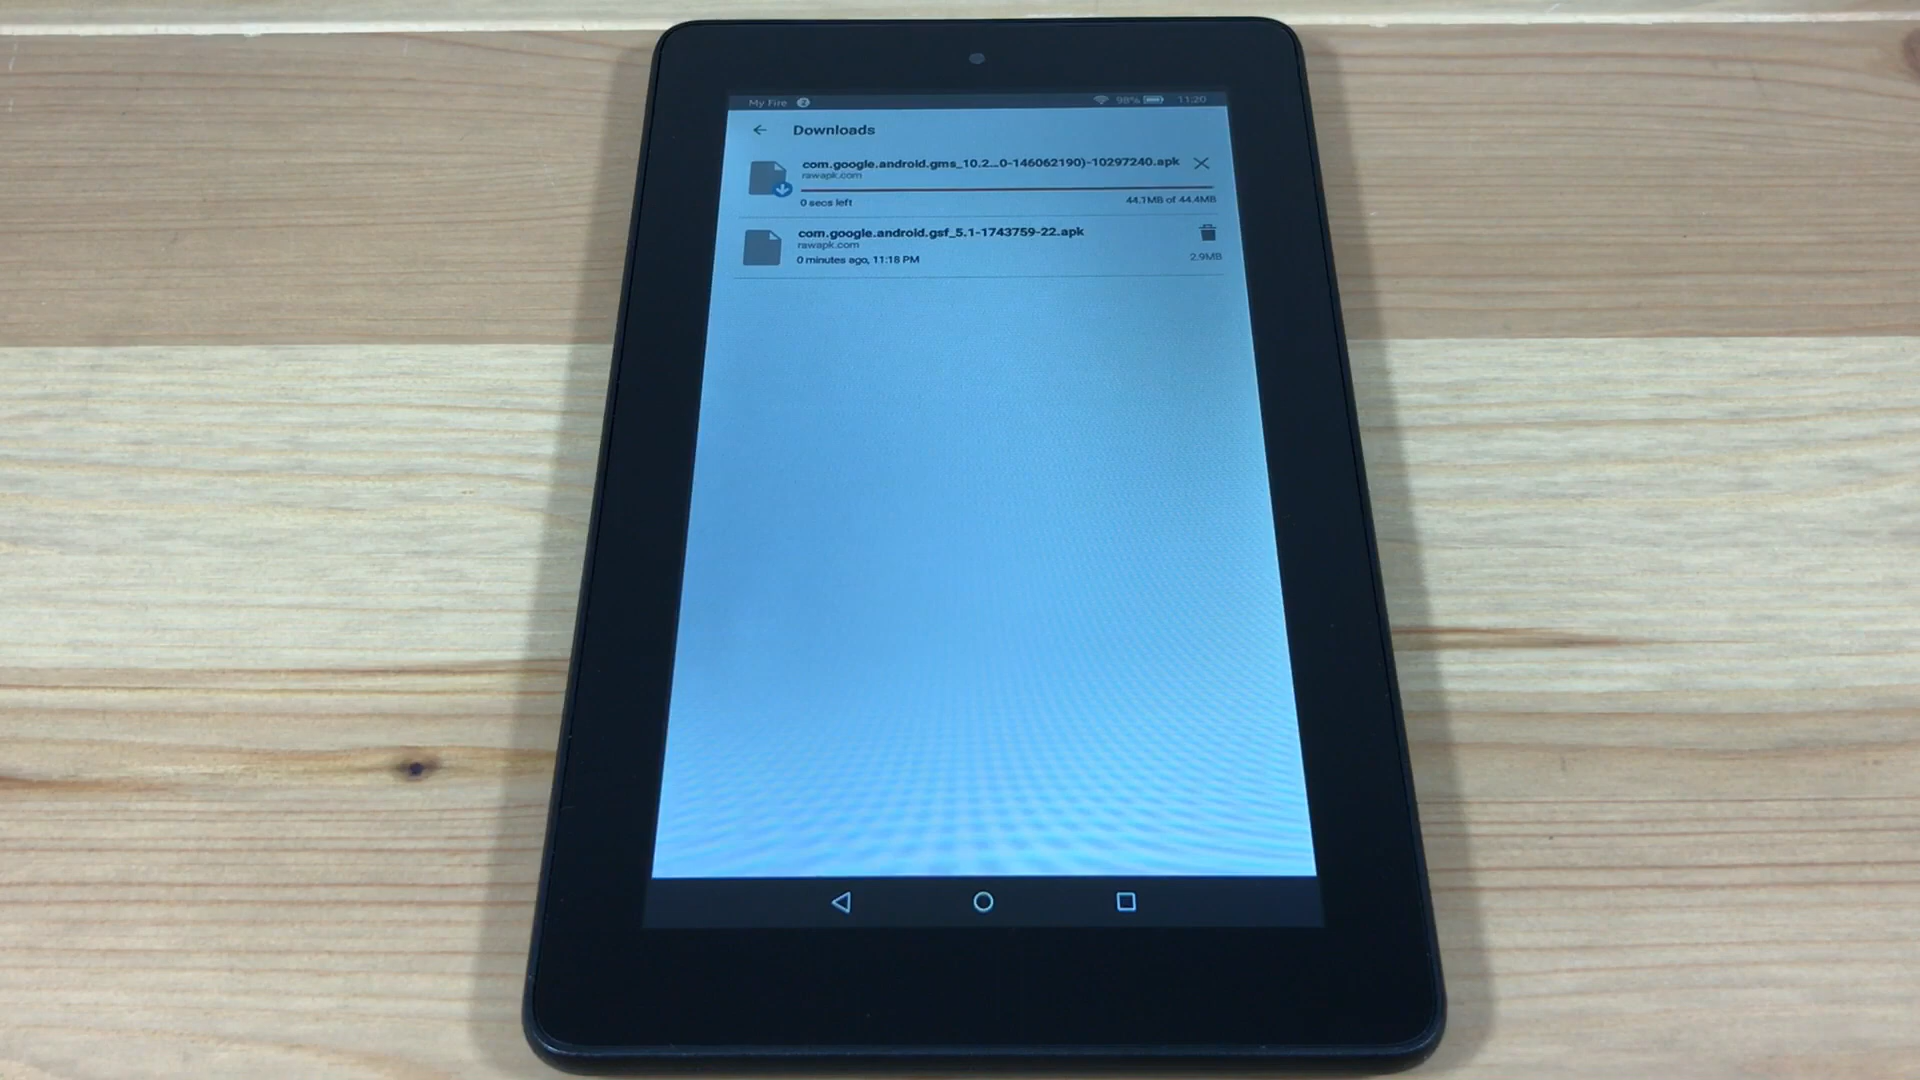 My Fire 2 98% 11:20
Downloads
com.google.android.gms_10.2...0-146062190)-10297240.apk
rawapk.com
0 secs left 44.1MB of 44.4MB
com.google.android.gsf_5.1-1743759-22.apk
rawapk.com
0 minutes ago, 11:18 PM 2.9MB